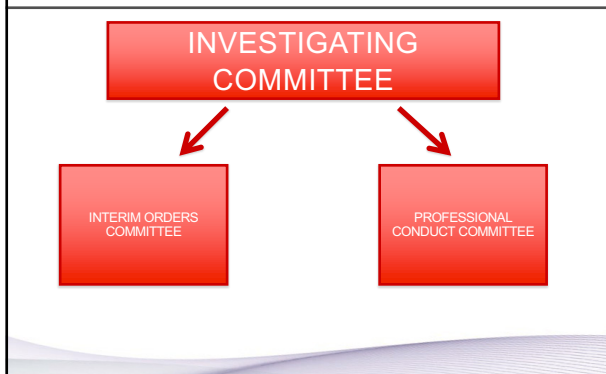 INVESTIGATING
COMMITTEE
INTERIM ORDERS
COMMITTEE
PROFESSIONAL
CONDUCT COMMITTEE